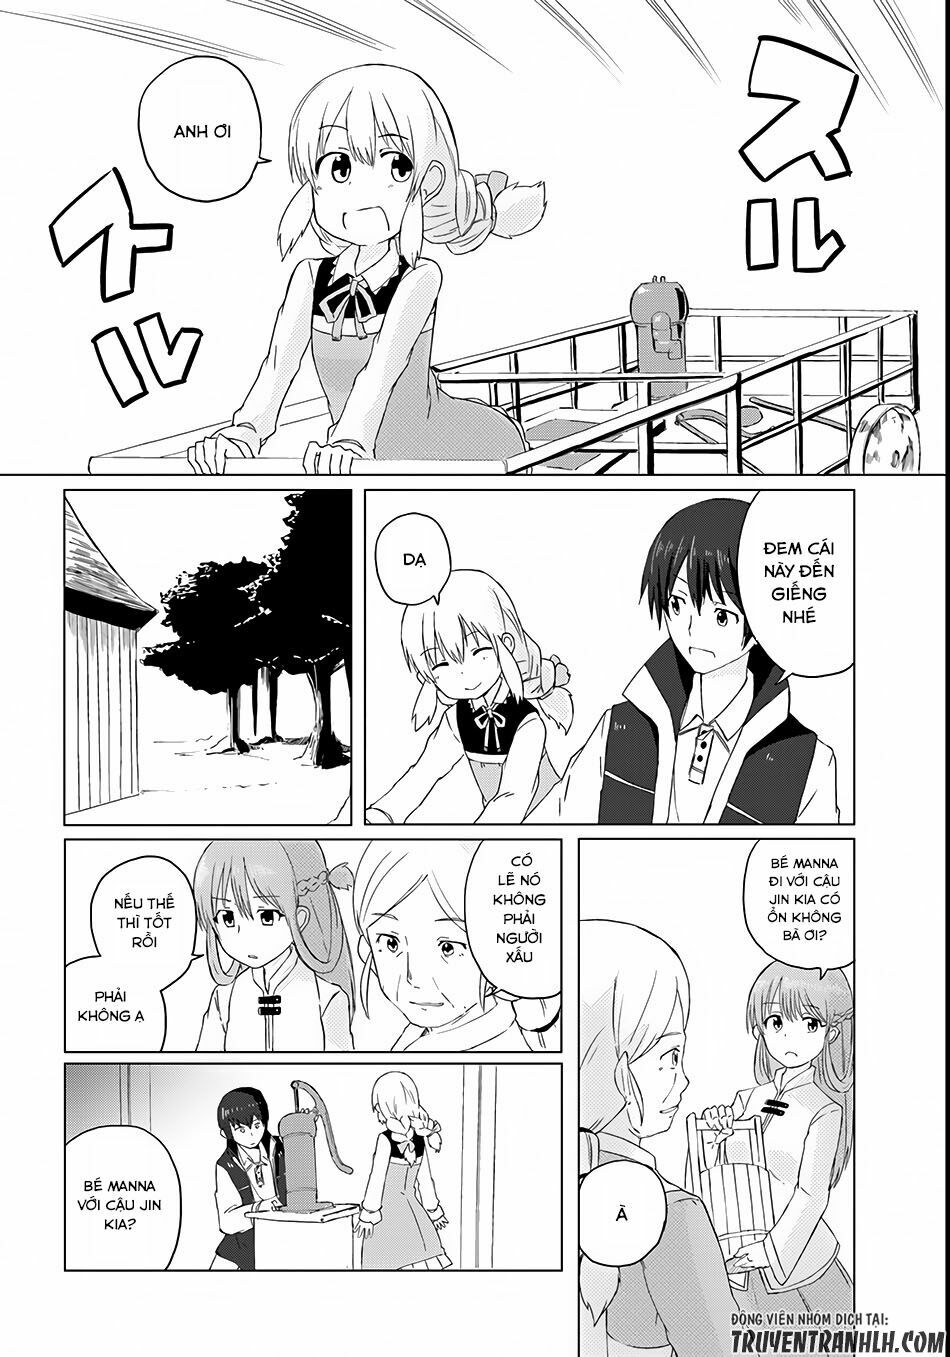 ANH ƠI
ズル
ズル
ĐEM CÁI
NÀY ĐẾN
GIẾNG
NHÉ
DẠ
BÉ MANNA
ĐI VỚI CẬU
JIN KIA CÓ
ỔN KHÔNG
BÀ ƠI?
À
CÓ
LẼ NÓ
KHÔNG
PHẢI
NGƯỜI
XẤU
NẾU THẾ
THÌ TỐT
RỒI
PHẢI
KHÔNG Ạ
BÉ MANNA
VỚI CẬU JIN
KIA?
ĐỘNG VIÊN NHÓM DỊCH TẠI:
TRUYENTRANHLH.COM